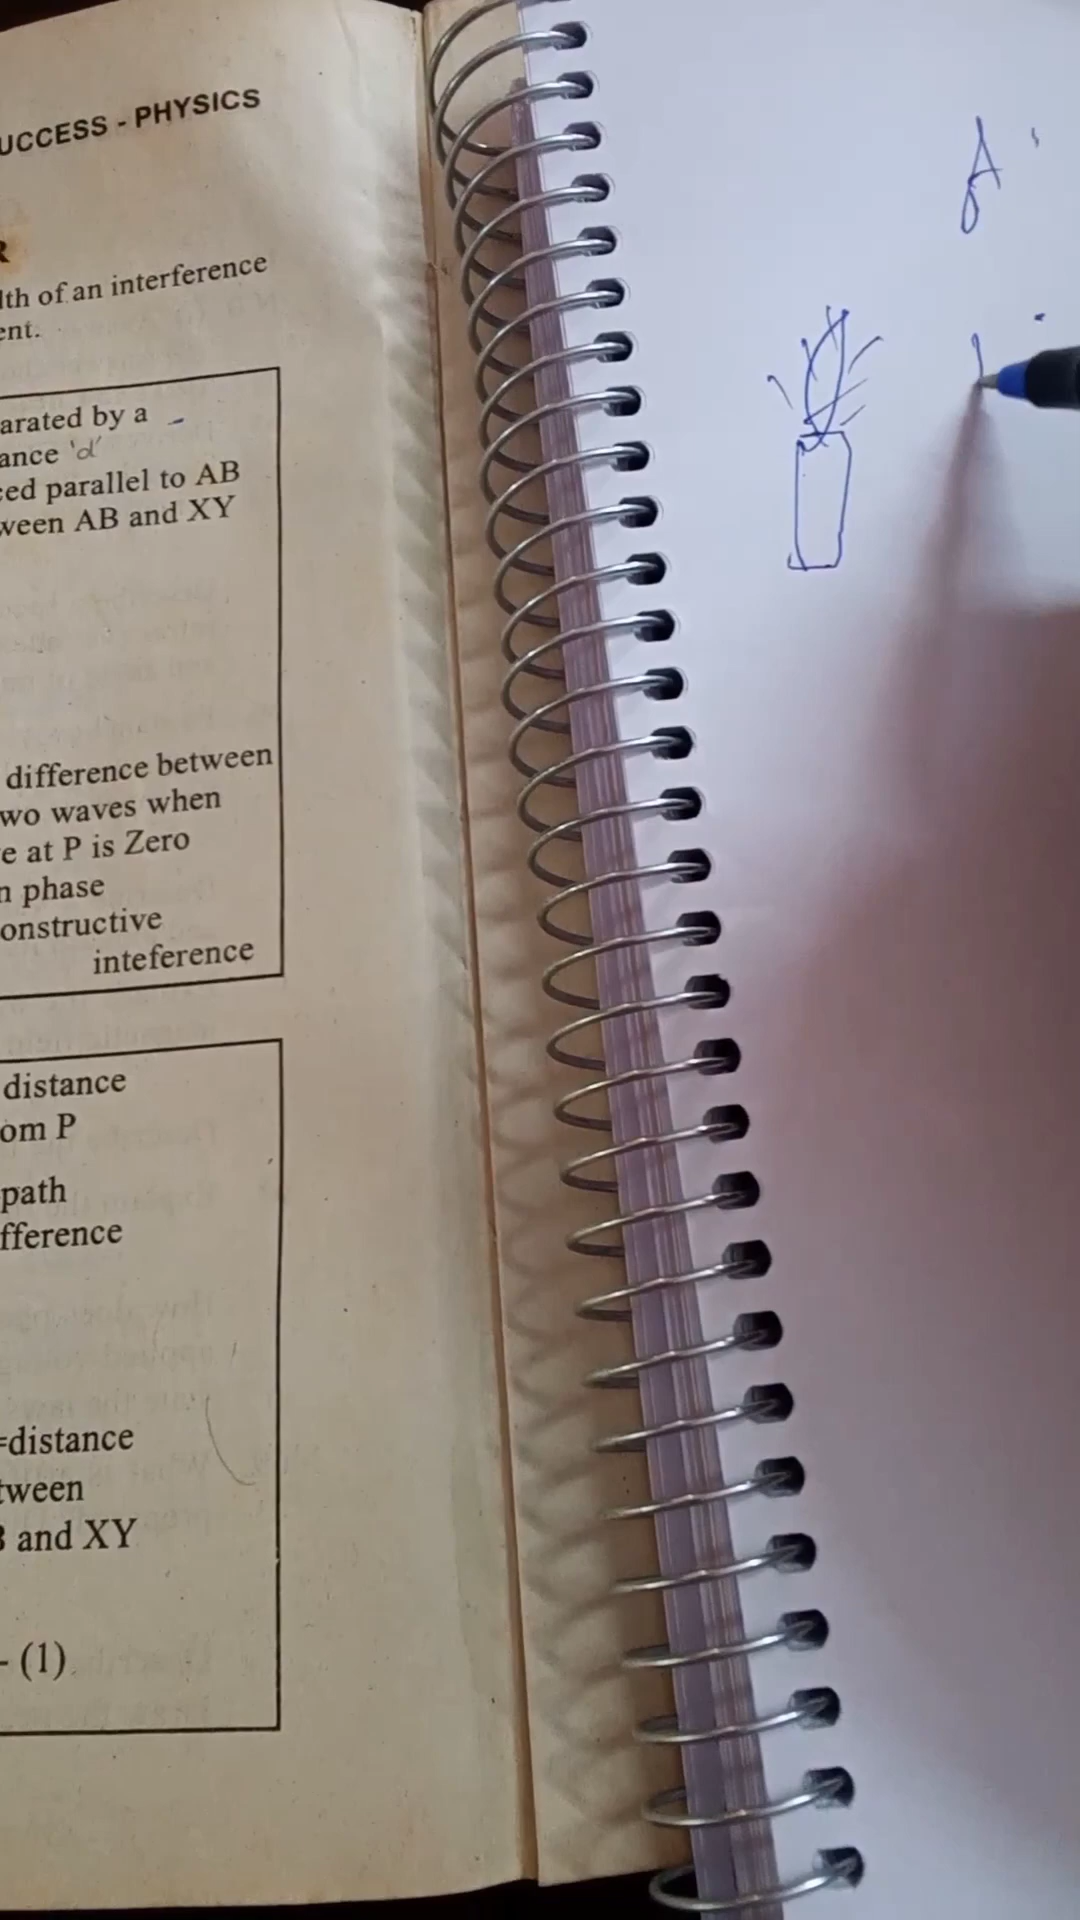 UCCESS - PHYSICS
R
lth of an interference
ent.
arated by a
ance 'd'
ced parallel to AB
ween AB and XY
difference between
wo waves when
e at P is Zero
n phase
onstructive
inteference
distance
om P
path
fference
=distance
tween
B and XY
- (1)
A